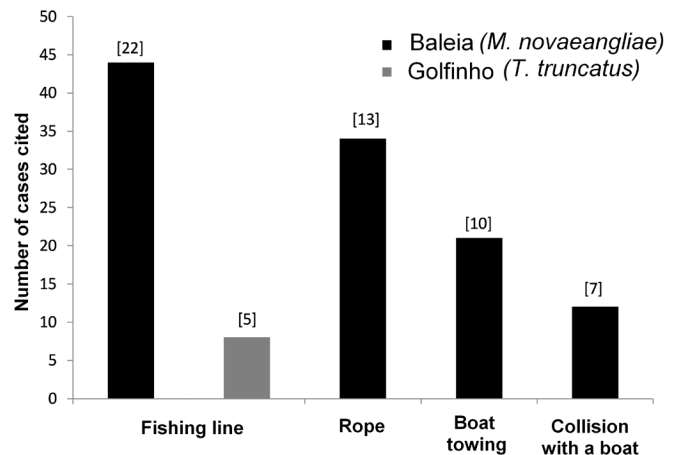 50
45
40
35
30
25
20
15
10
5
0
Number of cases cited
Baleia (M. novaeangliae)
Golfinho (T. truncatus)
[22]
[5]
[13]
[10]
[7]
Fishing line
Rope
Boat
towing
Collision
with a boat